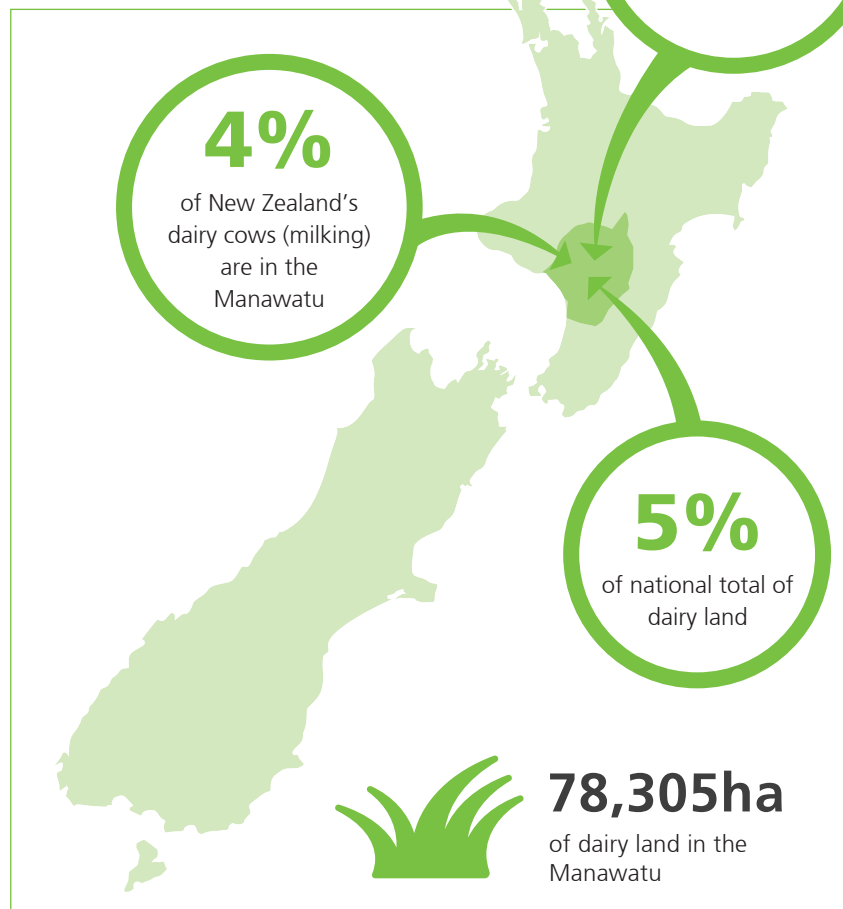 4%
of New Zealand's
dairy cows (milking)
are in the
Manawatu
5%
of national total of
dairy land
78,305ha
of dairy land in the
Manawatu